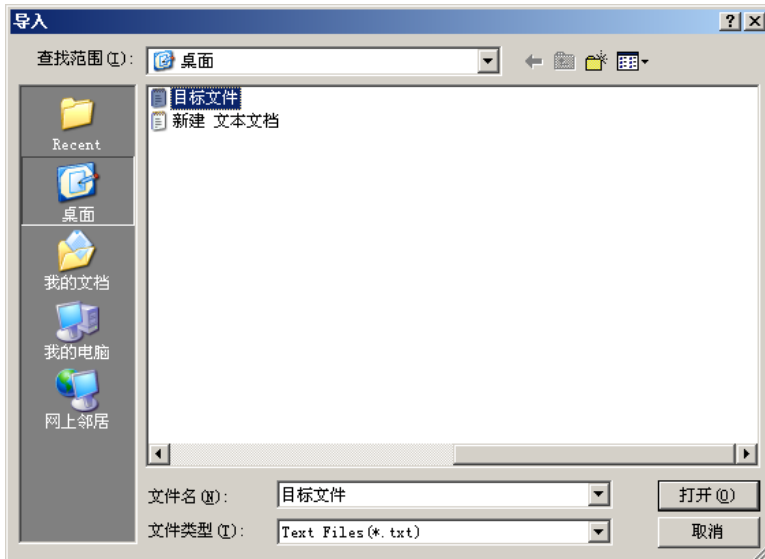 导入
查找范围(I):
桌面
目标文件
新建 文本文档
Recent
桌面
我的文档
我的电脑
网上邻居
文件名(N):
目标文件
打开(O)
文件类型(T):
Text Files(*.txt)
取消